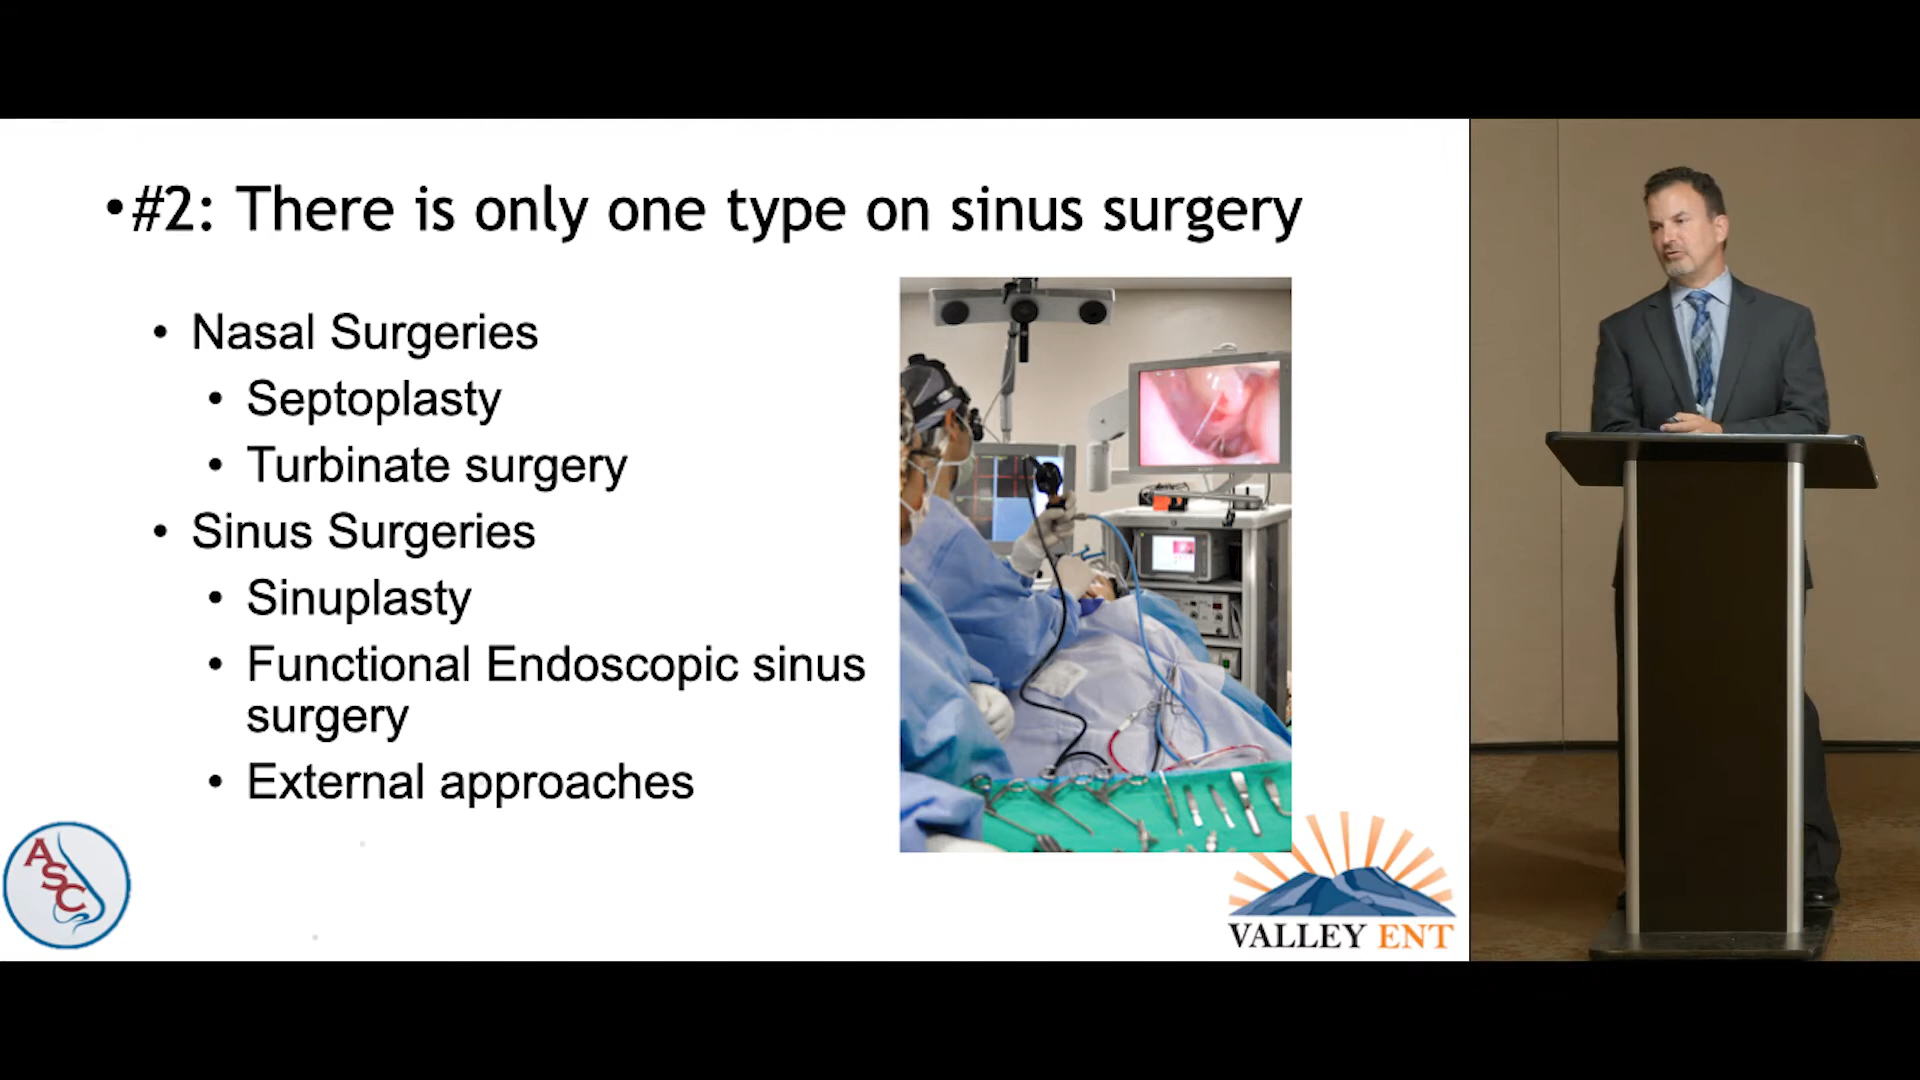 •#2: There is only one type on sinus surgery
• Nasal Surgeries
• Septoplasty
• Turbinate surgery
• Sinus Surgeries
• Sinuplasty
• Functional Endoscopic sinus
surgery
• External approaches
ASC
VALLEY ENT